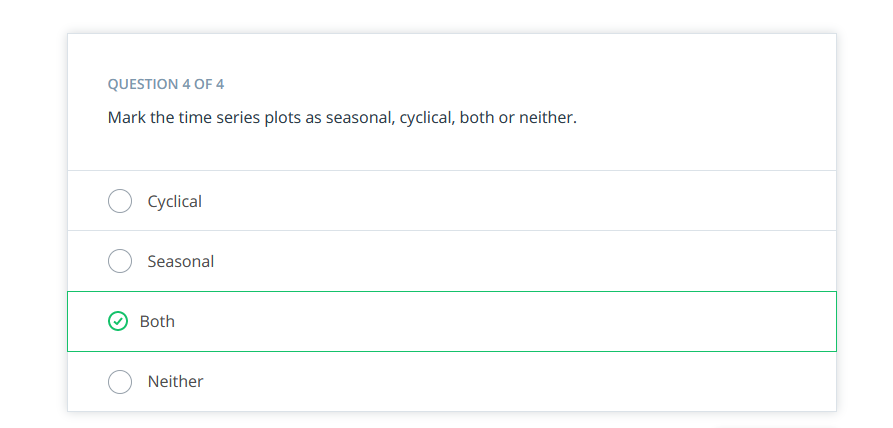 QUESTION 4 OF 4
Mark the time series plots as seasonal, cyclical, both or neither.
Cyclical
Seasonal
Both
Neither